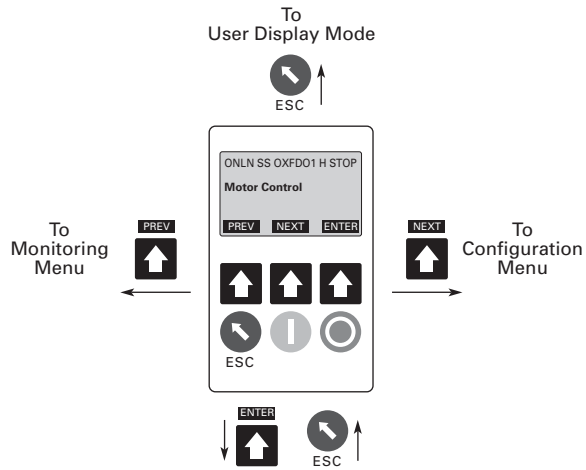 To
User Display Mode
ESC
ONLN SS OXFDO1 H STOP
Motor Control
PREV NEXT ENTER
PREV
To
Monitoring
Menu
NEXT
To
Configuration
Menu
ESC
ENTER
ESC